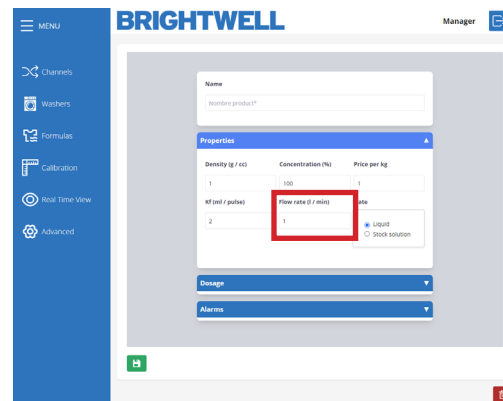 MENU
BRIGHTWELL
Manager
Channels
Washers
Formulas
Calibration
Real Time View
Advanced
Name
Nombre product*
Properties
Density (g / cc) Concentration (%) Price per kg
1 100 1
Kf (ml / pulse) Flow rate (l / min)
2 1
Liquid
Stock solution
Dosage
Alarms